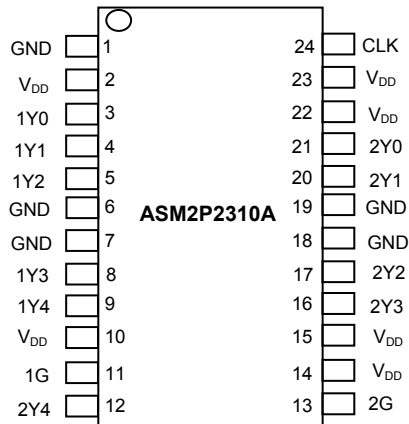 GND 1 24 CLK
VDD 2 23 VDD
1Y0 3 22 VDD
1Y1 4 21 2Y0
1Y2 5 20 2Y1
GND 6 ASM2P2310A 19 GND
GND 7 18 GND
1Y3 8 17 2Y2
1Y4 9 16 2Y3
VDD 10 15 VDD
1G 11 14 VDD
2Y4 12 13 2G